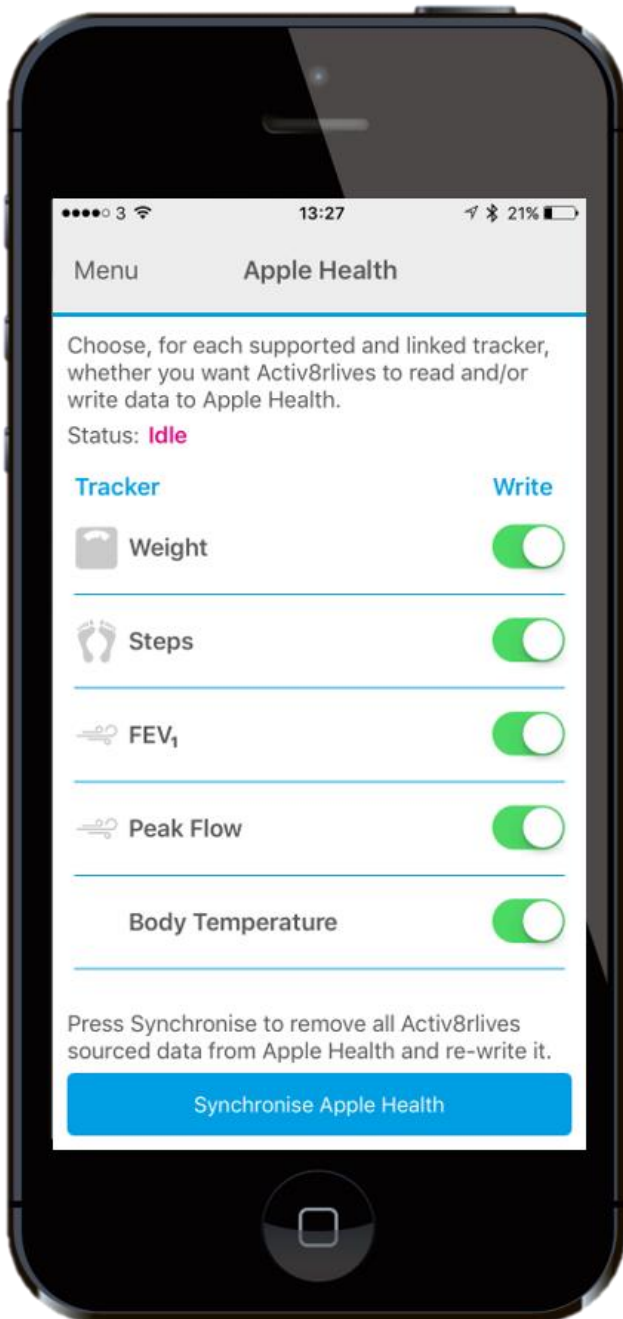 3 13:27 21%
Menu Apple Health
Choose, for each supported and linked tracker,
whether you want Activ8rlives to read and/or
write data to Apple Health.
Status: Idle
Tracker Write
Weight
Steps
FEV₁
Peak Flow
Body Temperature
Press Synchronise to remove all Activ8rlives
sourced data from Apple Health and re-write it.
Synchronise Apple Health